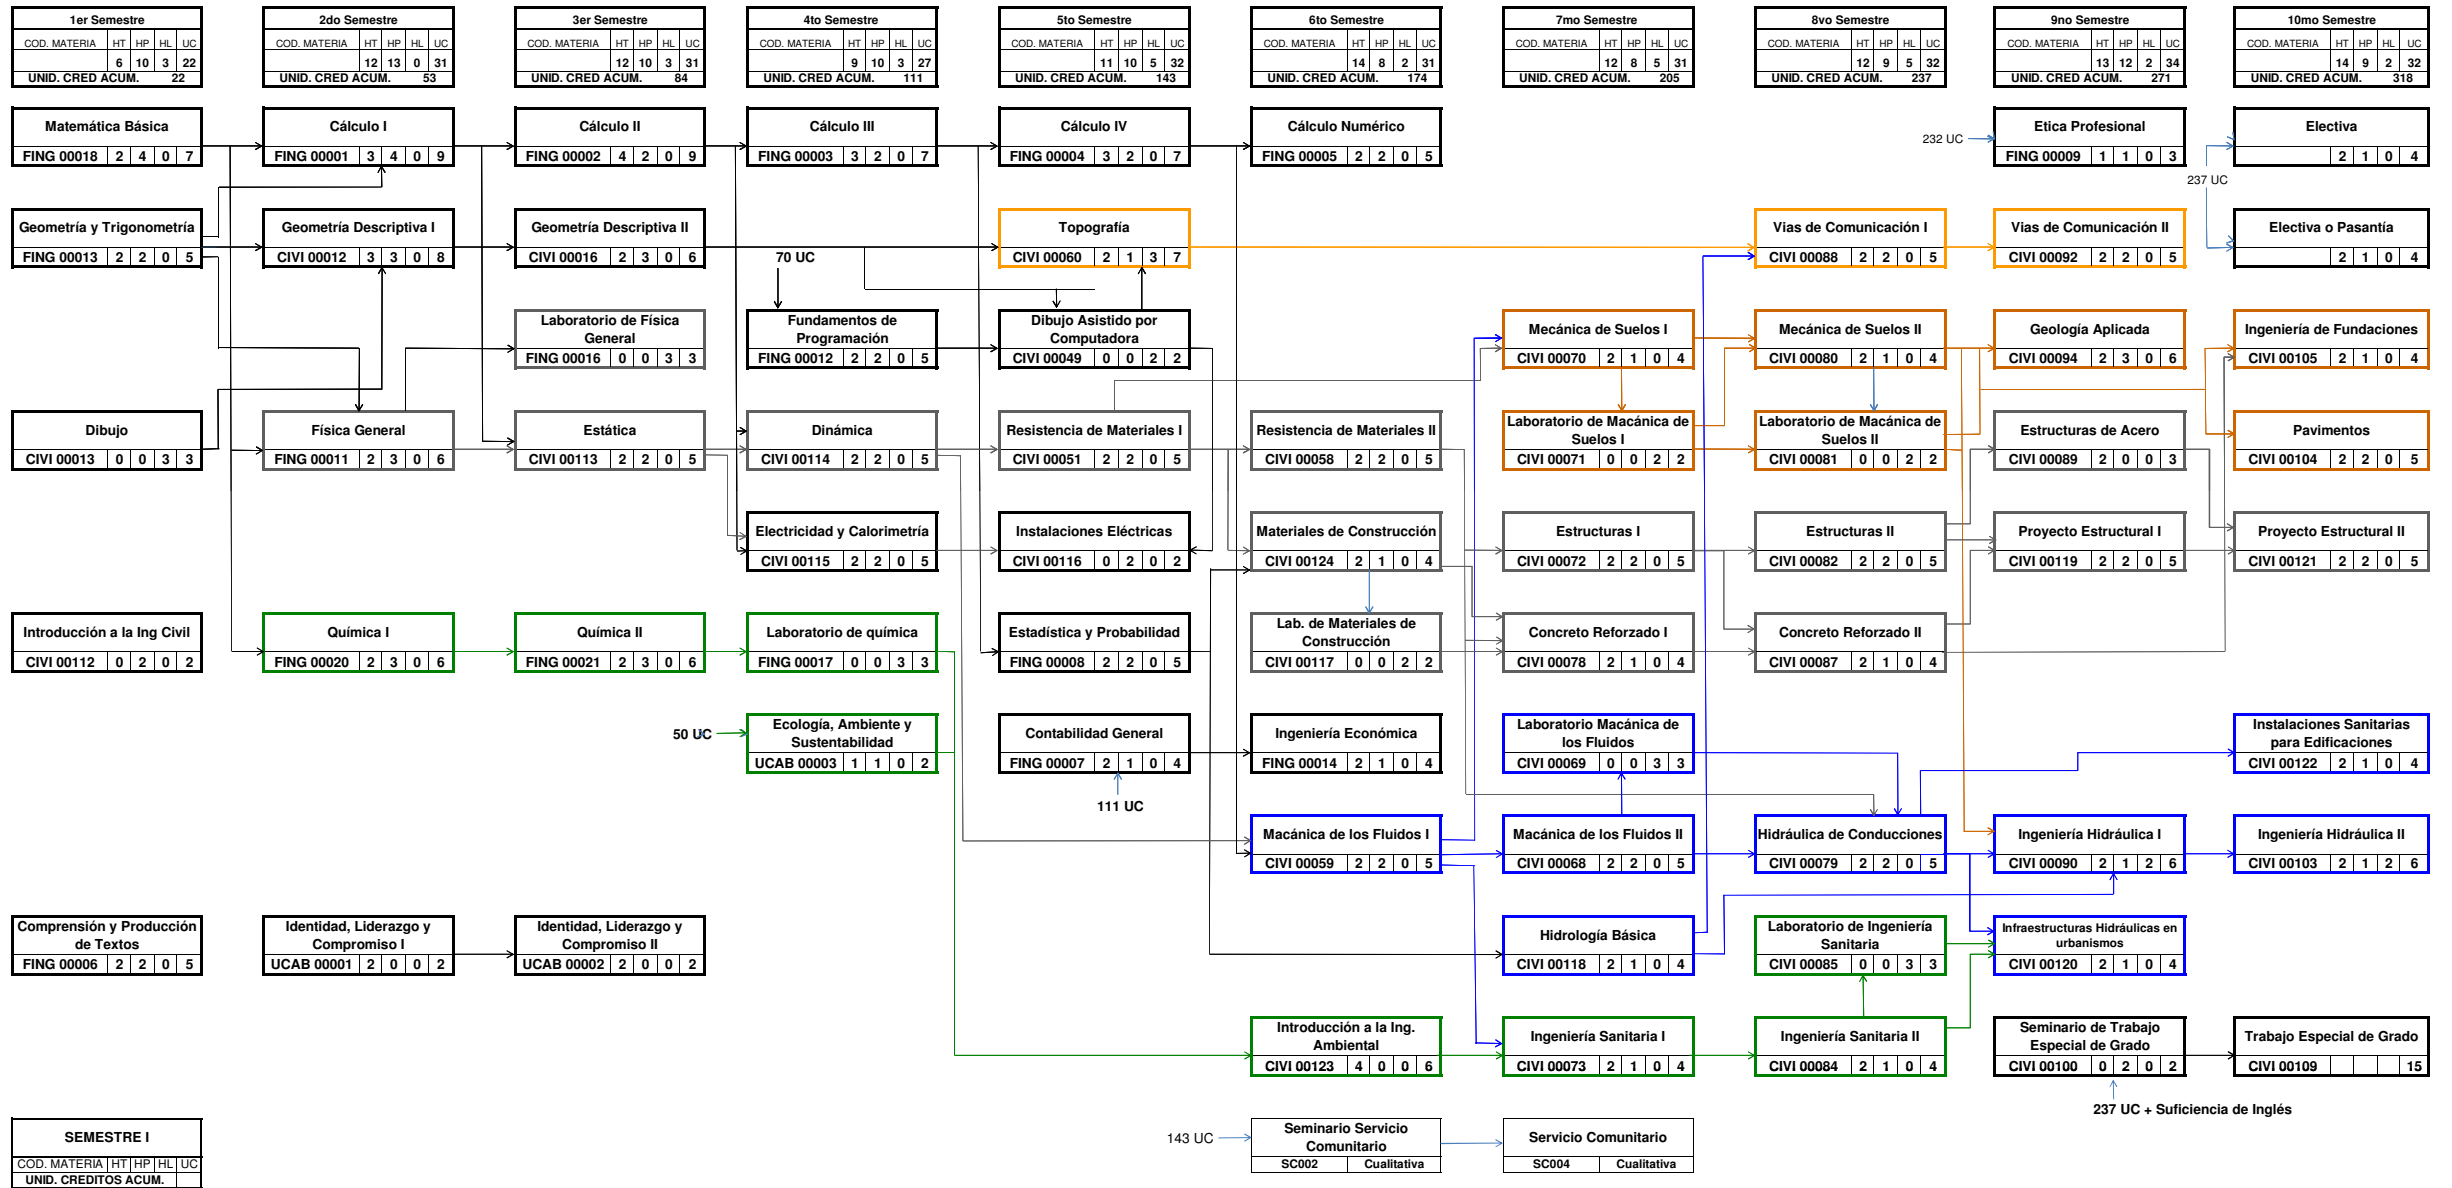 1er Semestre
COD. MATERIA HT HP HL UC
6 10 3 22
UNID. CRED ACUM. 22
2do Semestre
COD. MATERIA HT HP HL UC
12 13 0 31
UNID. CRED ACUM. 53
3er Semestre
COD. MATERIA HT HP HL UC
12 10 3 31
UNID. CRED ACUM. 84
4to Semestre
COD. MATERIA HT HP HL UC
9 10 3 27
UNID. CRED ACUM. 111
5to Semestre
COD. MATERIA HT HP HL UC
11 10 5 32
UNID. CRED ACUM. 143
6to Semestre
COD. MATERIA HT HP HL UC
14 8 2 31
UNID. CRED ACUM. 174
7mo Semestre
COD. MATERIA HT HP HL UC
12 8 5 31
UNID. CRED ACUM. 205
8vo Semestre
COD. MATERIA HT HP HL UC
12 9 5 32
UNID. CRED ACUM. 237
9no Semestre
COD. MATERIA HT HP HL UC
13 12 2 34
UNID. CRED ACUM. 271
10mo Semestre
COD. MATERIA HT HP HL UC
14 9 2 32
UNID. CRED ACUM. 318
Matemática Básica
FING 00018 2 4 0 7
Cálculo I
FING 00001 3 4 0 9
Cálculo II
FING 00002 4 2 0 9
Cálculo III
FING 00003 3 2 0 7
Cálculo IV
FING 00004 3 2 0 7
Cálculo Numérico
FING 00005 2 2 0 5
232 UC
Etica Profesional
FING 00009 1 1 0 3
Electiva
2 1 0 4
237 UC
Geometría y Trigonometría
FING 00013 2 2 0 5
Geometría Descriptiva I
CIVI 00012 3 3 0 8
Geometría Descriptiva II
CIVI 00016 2 3 0 6
70 UC
Topografía
CIVI 00060 2 1 3 7
Vias de Comunicación I
CIVI 00088 2 2 0 5
Vias de Comunicación II
CIVI 00092 2 2 0 5
Electiva o Pasantía
2 1 0 4
Laboratorio de Física
General
FING 00016 0 0 3 3
Fundamentos de
Programación
FING 00012 2 2 0 5
Dibujo Asistido por
Computadora
CIVI 00049 0 0 2 2
Mecánica de Suelos I
CIVI 00070 2 1 0 4
Mecánica de Suelos II
CIVI 00080 2 1 0 4
Geología Aplicada
CIVI 00094 2 3 0 6
Ingeniería de Fundaciones
CIVI 00105 2 1 0 4
Dibujo
CIVI 00013 0 0 3 3
Física General
FING 00011 2 3 0 6
Estática
CIVI 00113 2 2 0 5
Dinámica
CIVI 00114 2 2 0 5
Resistencia de Materiales I
CIVI 00051 2 2 0 5
Resistencia de Materiales II
CIVI 00058 2 2 0 5
Laboratorio de Macánica de
Suelos I
CIVI 00071 0 0 2 2
Laboratorio de Macánica de
Suelos II
CIVI 00081 0 0 2 2
Estructuras de Acero
CIVI 00089 2 0 0 3
Pavimentos
CIVI 00104 2 2 0 5
Electricidad y Calorimetría
CIVI 00115 2 2 0 5
Instalaciones Eléctricas
CIVI 00116 0 2 0 2
Materiales de Construcción
CIVI 00124 2 1 0 4
Estructuras I
CIVI 00072 2 2 0 5
Estructuras II
CIVI 00082 2 2 0 5
Proyecto Estructural I
CIVI 00119 2 2 0 5
Proyecto Estructural II
CIVI 00121 2 2 0 5
Introducción a la Ing Civil
CIVI 00112 0 2 0 2
Química I
FING 00020 2 3 0 6
Química II
FING 00021 2 3 0 6
Laboratorio de química
FING 00017 0 0 3 3
Estadística y Probabilidad
FING 00008 2 2 0 5
Lab. de Materiales de
Construcción
CIVI 00117 0 0 2 2
Concreto Reforzado I
CIVI 00078 2 1 0 4
Concreto Reforzado II
CIVI 00087 2 1 0 4
50 UC
Ecología, Ambiente y
Sustentabilidad
UCAB 00003 1 1 0 2
Contabilidad General
FING 00007 2 1 0 4
111 UC
Ingeniería Económica
FING 00014 2 1 0 4
Laboratorio Macánica de
los Fluidos
CIVI 00069 0 0 3 3
Instalaciones Sanitarias
para Edificaciones
CIVI 00122 2 1 0 4
Macánica de los Fluidos I
CIVI 00059 2 2 0 5
Macánica de los Fluidos II
CIVI 00068 2 2 0 5
Hidráulica de Conducciones
CIVI 00079 2 2 0 5
Ingeniería Hidráulica I
CIVI 00090 2 1 2 6
Ingeniería Hidráulica II
CIVI 00103 2 1 2 6
Comprensión y Producción
de Textos
FING 00006 2 2 0 5
Identidad, Liderazgo y
Compromiso I
UCAB 00001 2 0 0 2
Identidad, Liderazgo y
Compromiso II
UCAB 00002 2 0 0 2
Hidrología Básica
CIVI 00118 2 1 0 4
Laboratorio de Ingeniería
Sanitaria
CIVI 00085 0 0 3 3
Infraestructuras Hidráulicas en
urbanismos
CIVI 00120 2 1 0 4
Introducción a la Ing.
Ambiental
CIVI 00123 4 0 0 6
Ingeniería Sanitaria I
CIVI 00073 2 1 0 4
Ingeniería Sanitaria II
CIVI 00084 2 1 0 4
Seminario de Trabajo
Especial de Grado
CIVI 00100 0 2 0 2
Trabajo Especial de Grado
CIVI 00109 15
237 UC + Suficiencia de Inglés
SEMESTRE I
COD. MATERIA HT HP HL UC
UNID. CREDITOS ACUM.
143 UC
Seminario Servicio
Comunitario
SC002 Cualitativa
Servicio Comunitario
SC004 Cualitativa